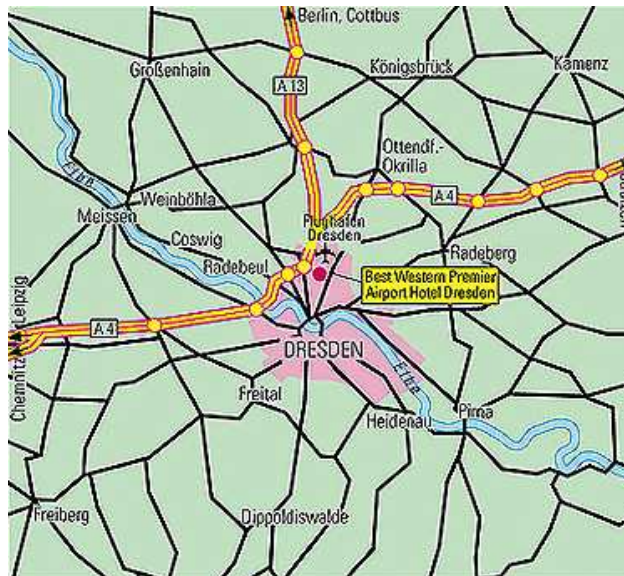 Berlin, Cottbus
Großenhain
Königsbrück
Kamenz
A 13
Ottendf.-
Okrilla
Elbe
Weinböhla
A 4
Meissen
Flughafen
Dresden
Coswig
Radeberg
Radebeul
Best Western Premier
Airport Hotel Dresden
Leipzig
A 4
Chemnitz
DRESDEN
Elbe
Freital
Heidenau
Pirna
Freiberg
Dippoldiswalde